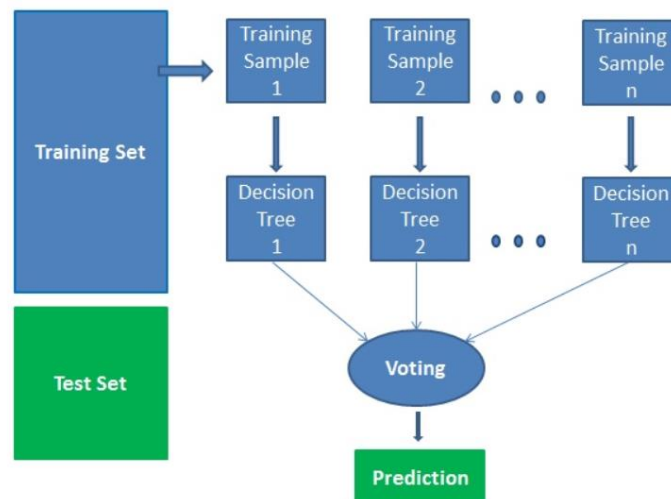 Training Set
Training
Sample
1
Training
Sample
2
Training
Sample
n
Decision
Tree
1
Decision
Tree
2
Decision
Tree
n
Test Set
Voting
Prediction